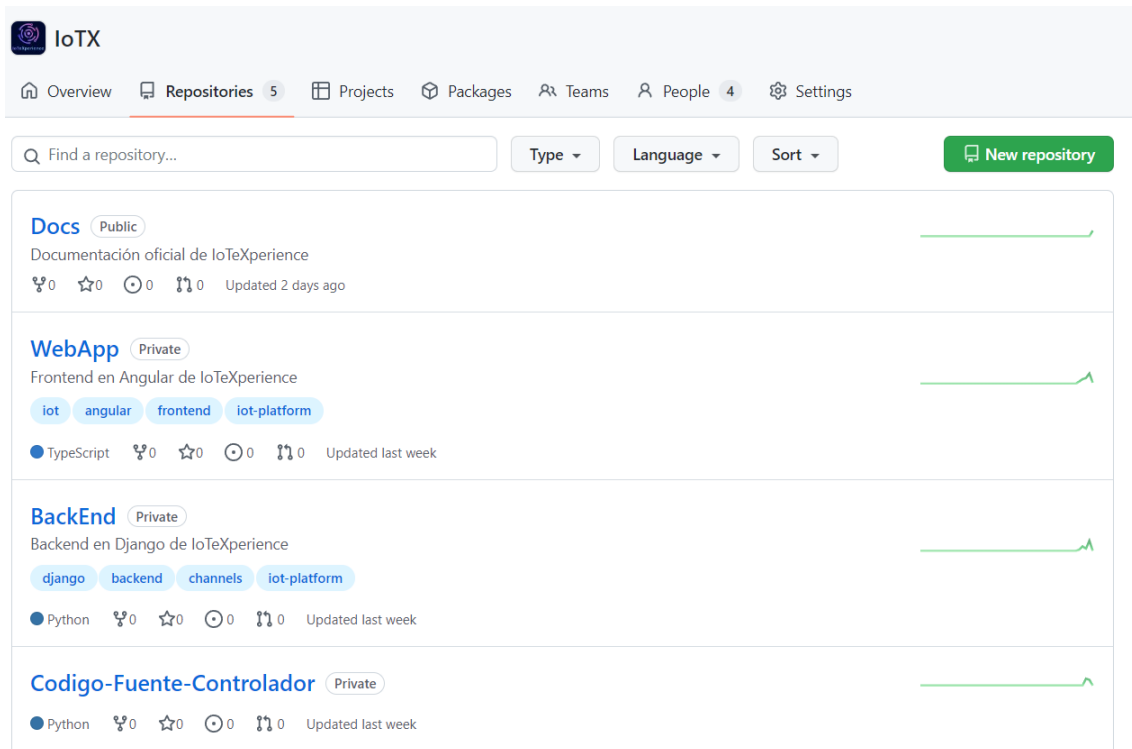 IoTX
Overview Repositories 5 Projects Packages Teams People 4 Settings
Find a repository... Type Language Sort New repository
Docs Public
Documentación oficial de IoTeXperience
0 0 0 0 Updated 2 days ago
WebApp Private
Frontend en Angular de IoTeXperience
iot angular frontend iot-platform
TypeScript 0 0 0 0 Updated last week
BackEnd Private
Backend en Django de IoTeXperience
django backend channels iot-platform
Python 0 0 0 0 Updated last week
Codigo-Fuente-Controlador Private
Python 0 0 0 0 Updated last week